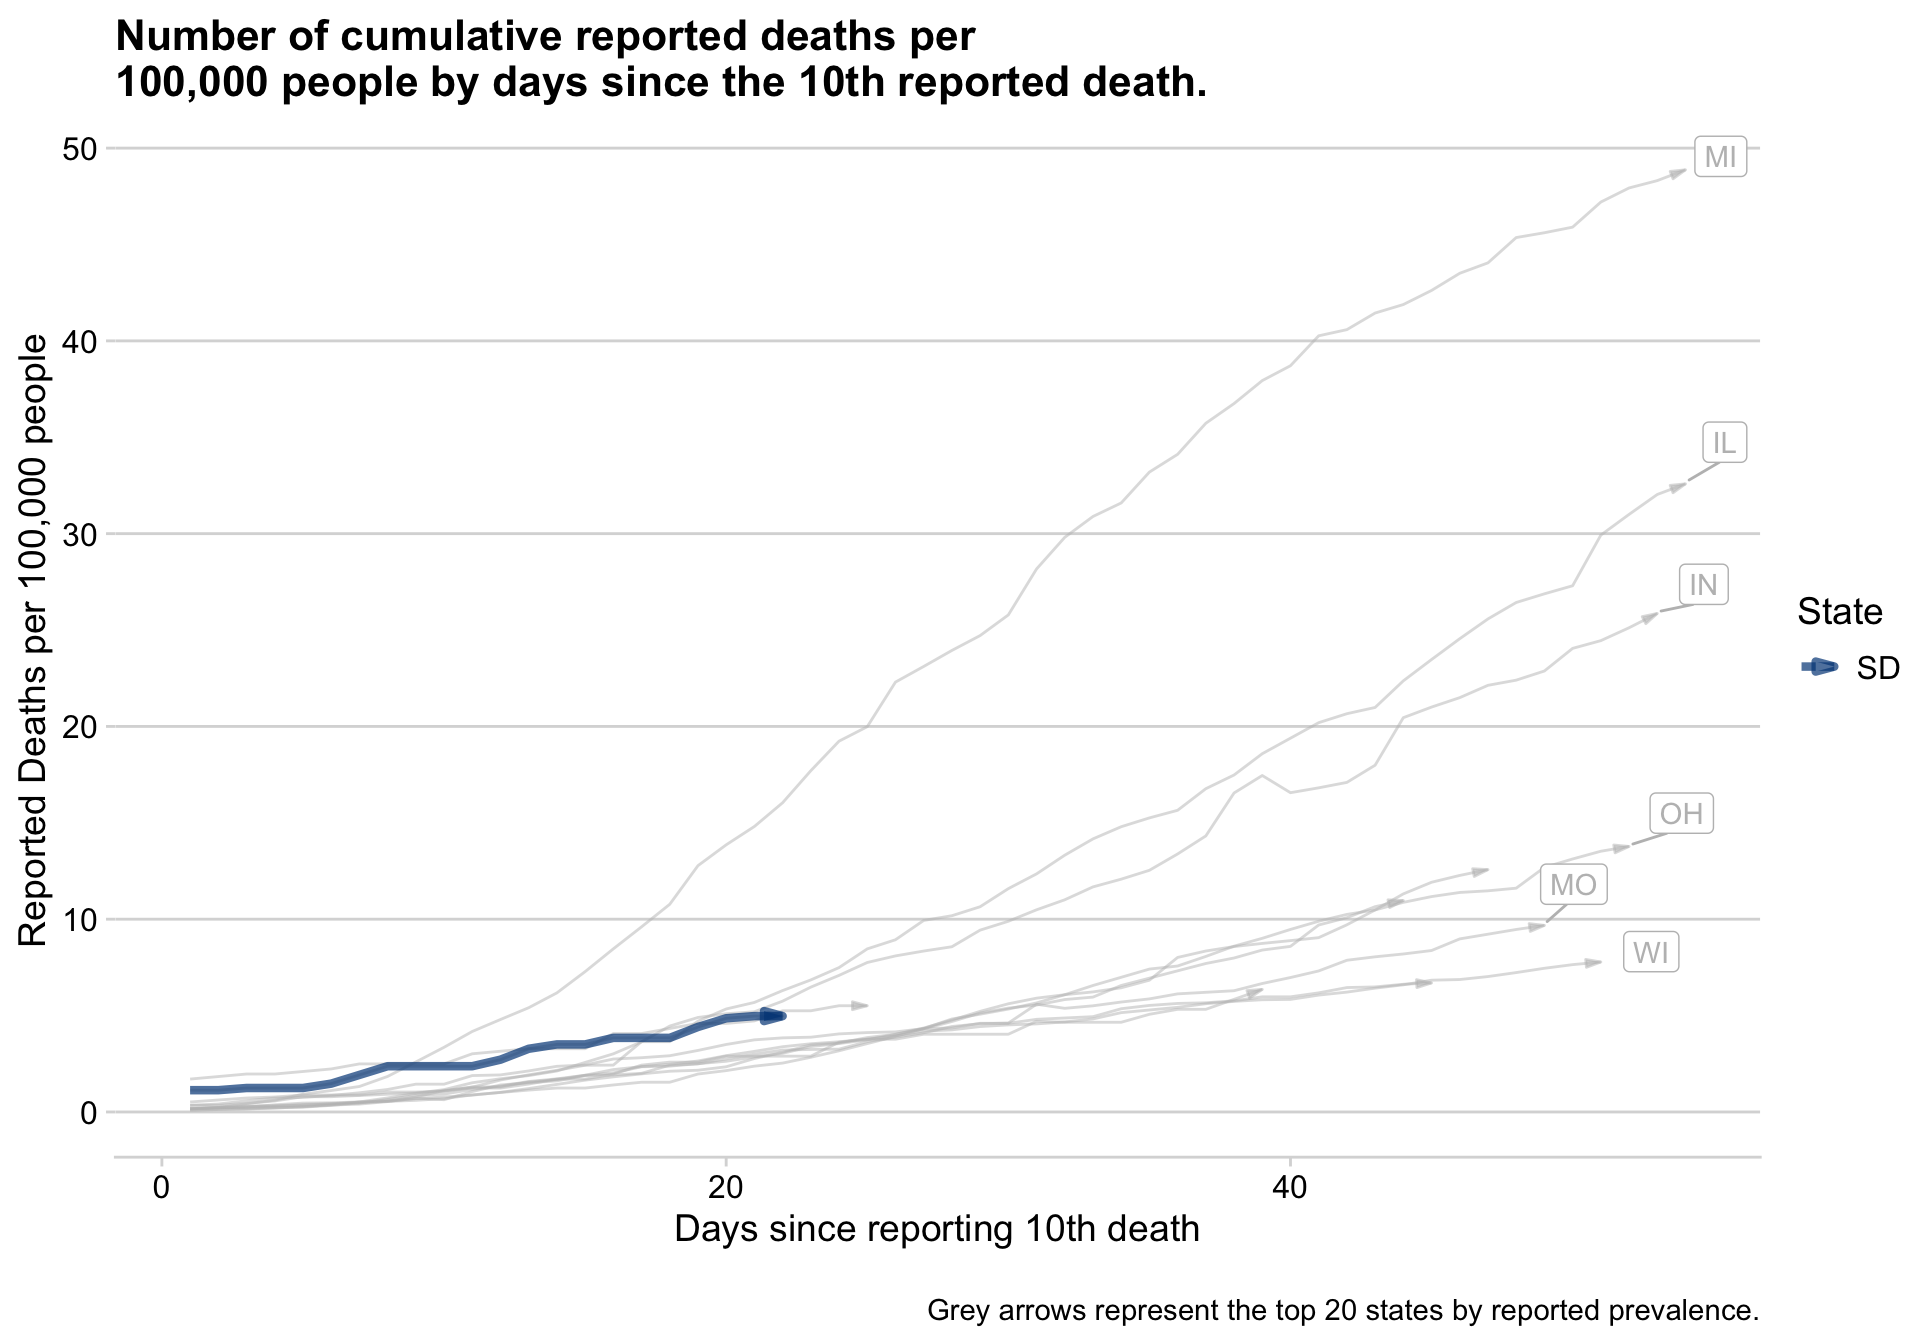 Number of cumulative reported deaths per
100,000 people by days since the 10th reported death.
Reported Deaths per 100,000 people
50
40
30
20
10
0
MI
IL
IN
OH
MO
WI
State
SD
0 20 40
Days since reporting 10th death
Grey arrows represent the top 20 states by reported prevalence.